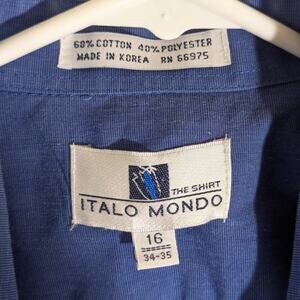 60% COTTON 40% POLYESTER
MADE IN KOREA RN 66975
THE SHIRT
ITALO MONDO
16
34-35